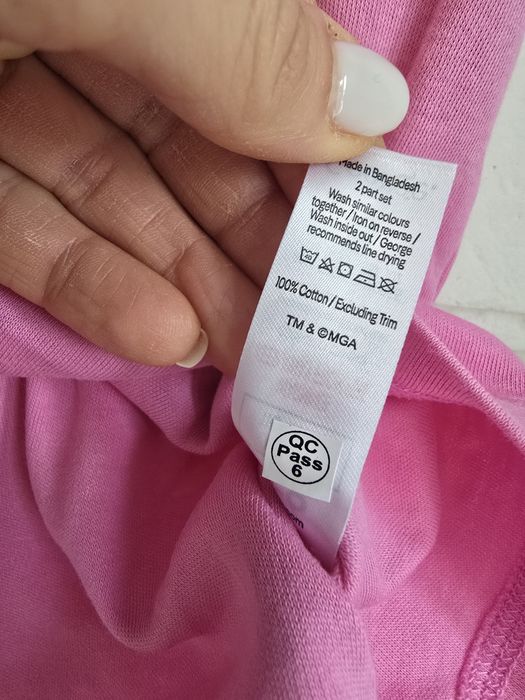 Made in Bangladesh
2 part set
Wash similar colours
together / Iron on reverse /
Wash inside out / George
recommends line drying
40
100% Cotton / Excluding Trim
TM & ©MGA
QC
Pass
6